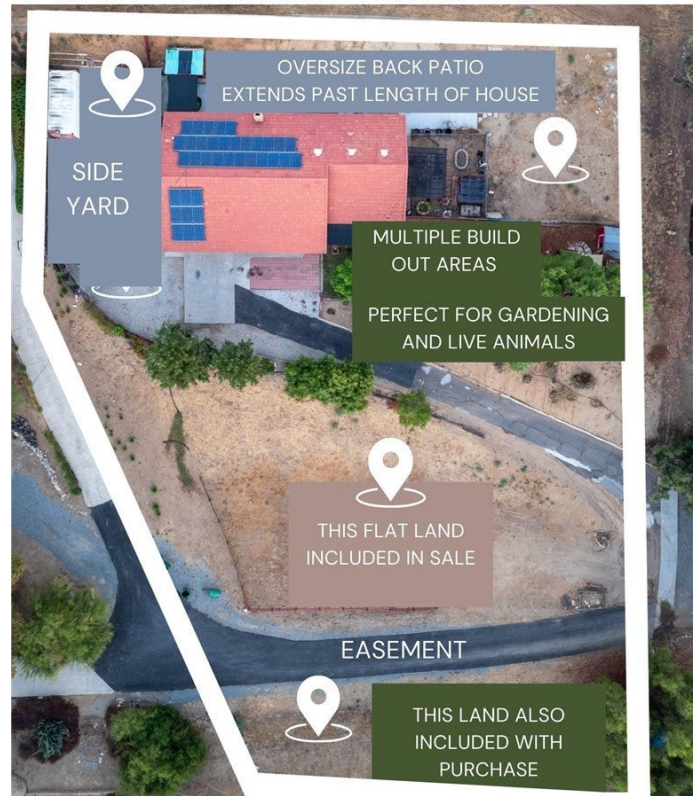 OVERSIZE BACK PATIO
EXTENDS PAST LENGTH OF HOUSE
SIDE
YARD
MULTIPLE BUILD
OUT AREAS
PERFECT FOR GARDENING
AND LIVE ANIMALS
THIS FLAT LAND
INCLUDED IN SALE
EASEMENT
THIS LAND ALSO
INCLUDED WITH
PURCHASE